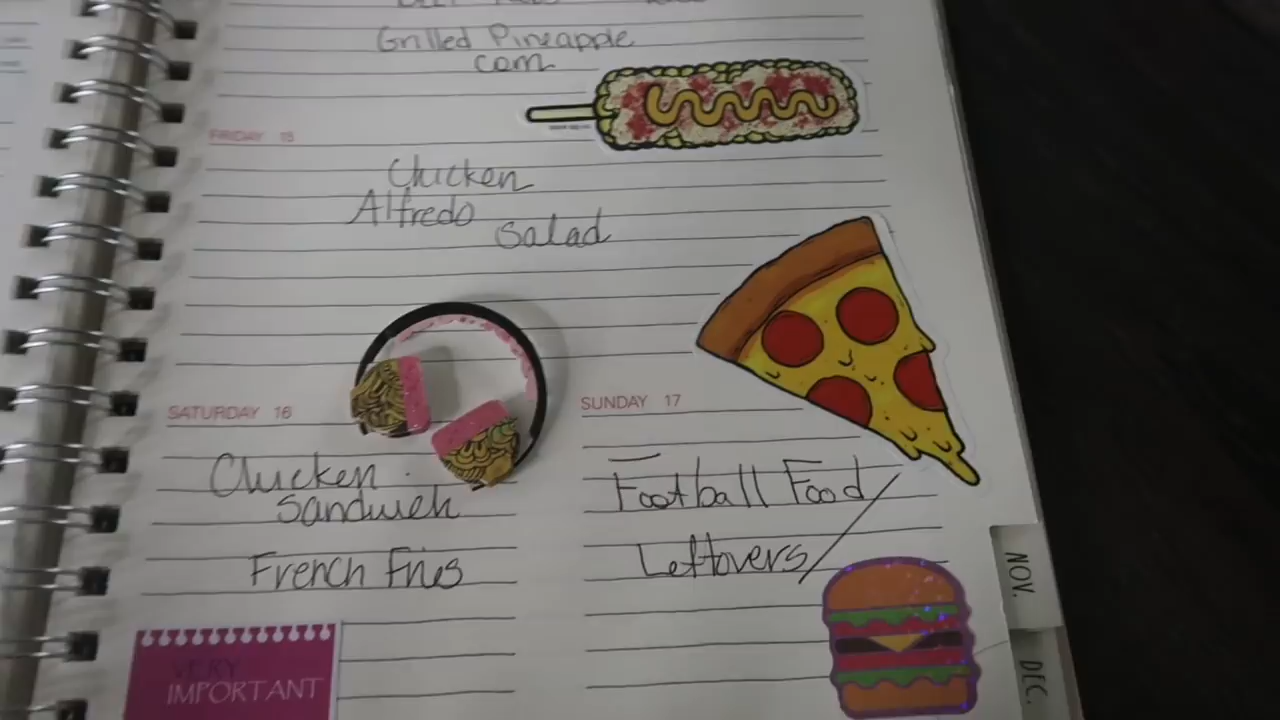 Grilled Pineapple
corn
FRIDAY 15
Chicken
Alfredo
Salad
SATURDAY 16
SUNDAY 17
Chicken
Sandwich
Football Food/
French Fries
Leftovers/
VERY
IMPORTANT
NOV.
DEC.